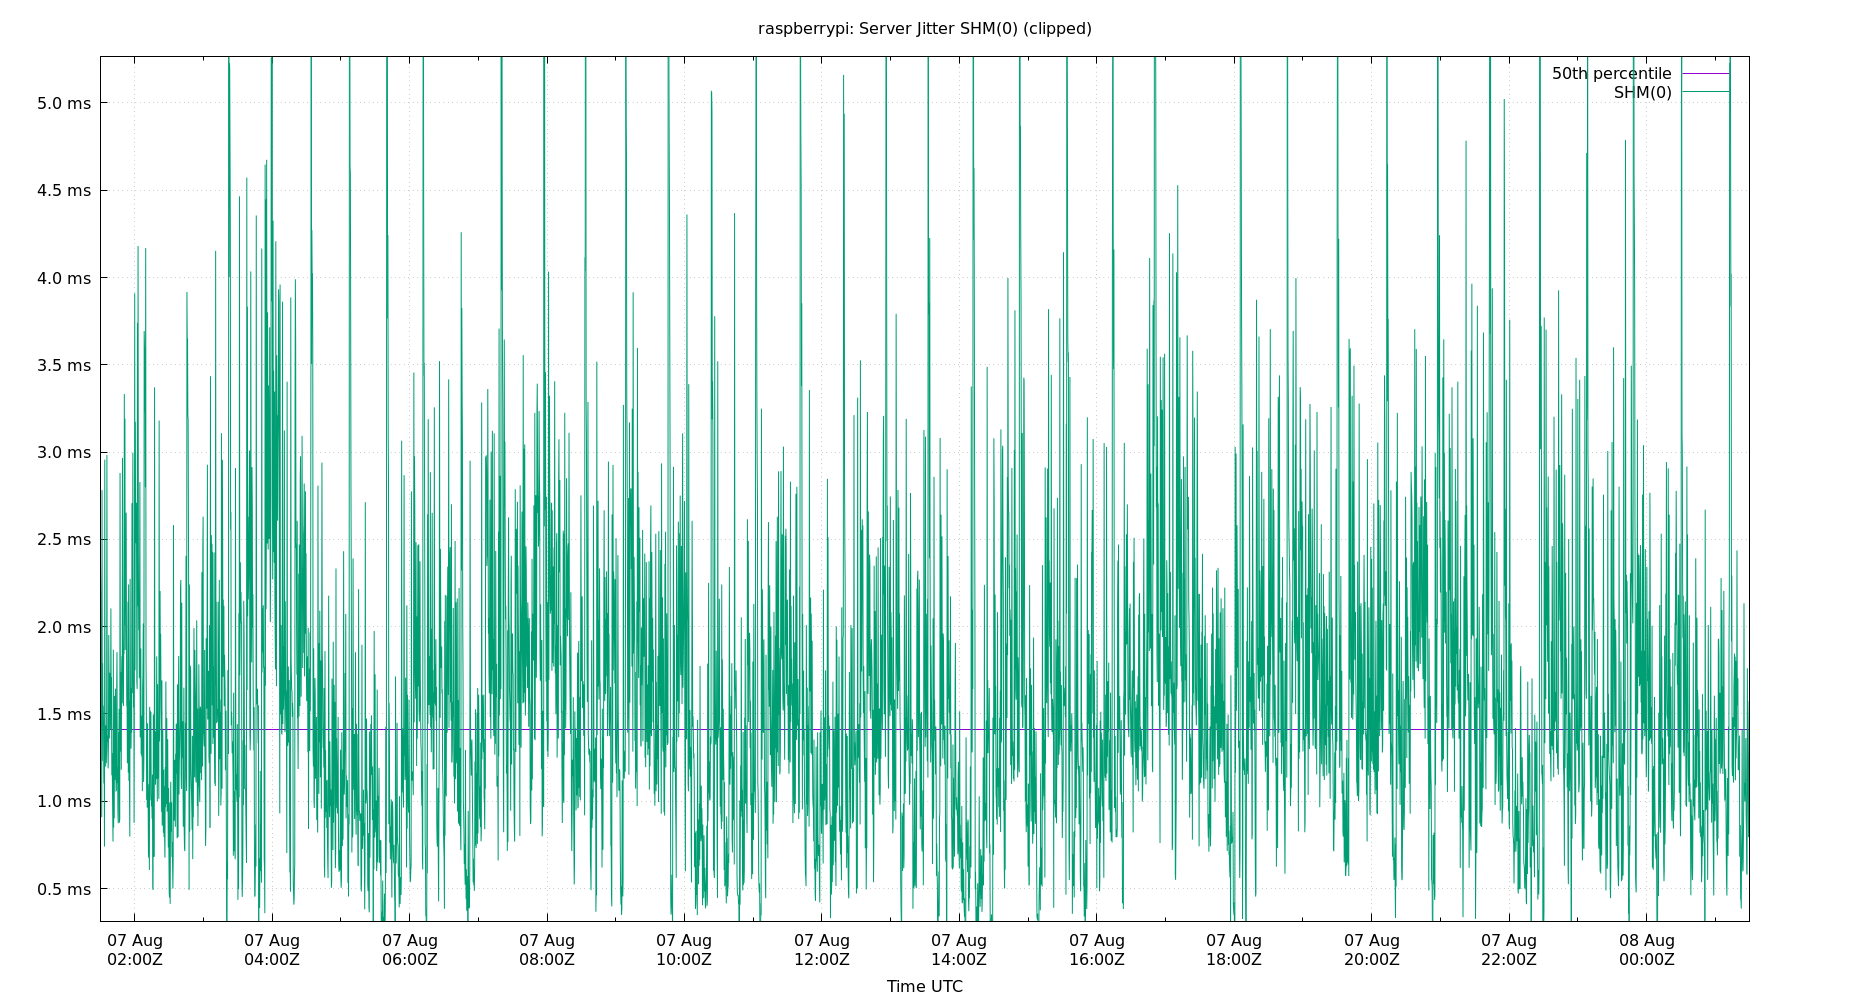 raspberrypi: Server Jitter SHM(0) (clipped)
50th percentile
SHM(0)
5.0 ms
4.5 ms
4.0 ms
3.5 ms
3.0 ms
2.5 ms
2.0 ms
1.5 ms
1.0 ms
0.5 ms
07 Aug 07 Aug 07 Aug 07 Aug 07 Aug 07 Aug 07 Aug 07 Aug 07 Aug 07 Aug 07 Aug 08 Aug
02:00Z 04:00Z 06:00Z 08:00Z 10:00Z 12:00Z 14:00Z 16:00Z 18:00Z 20:00Z 22:00Z 00:00Z
Time UTC